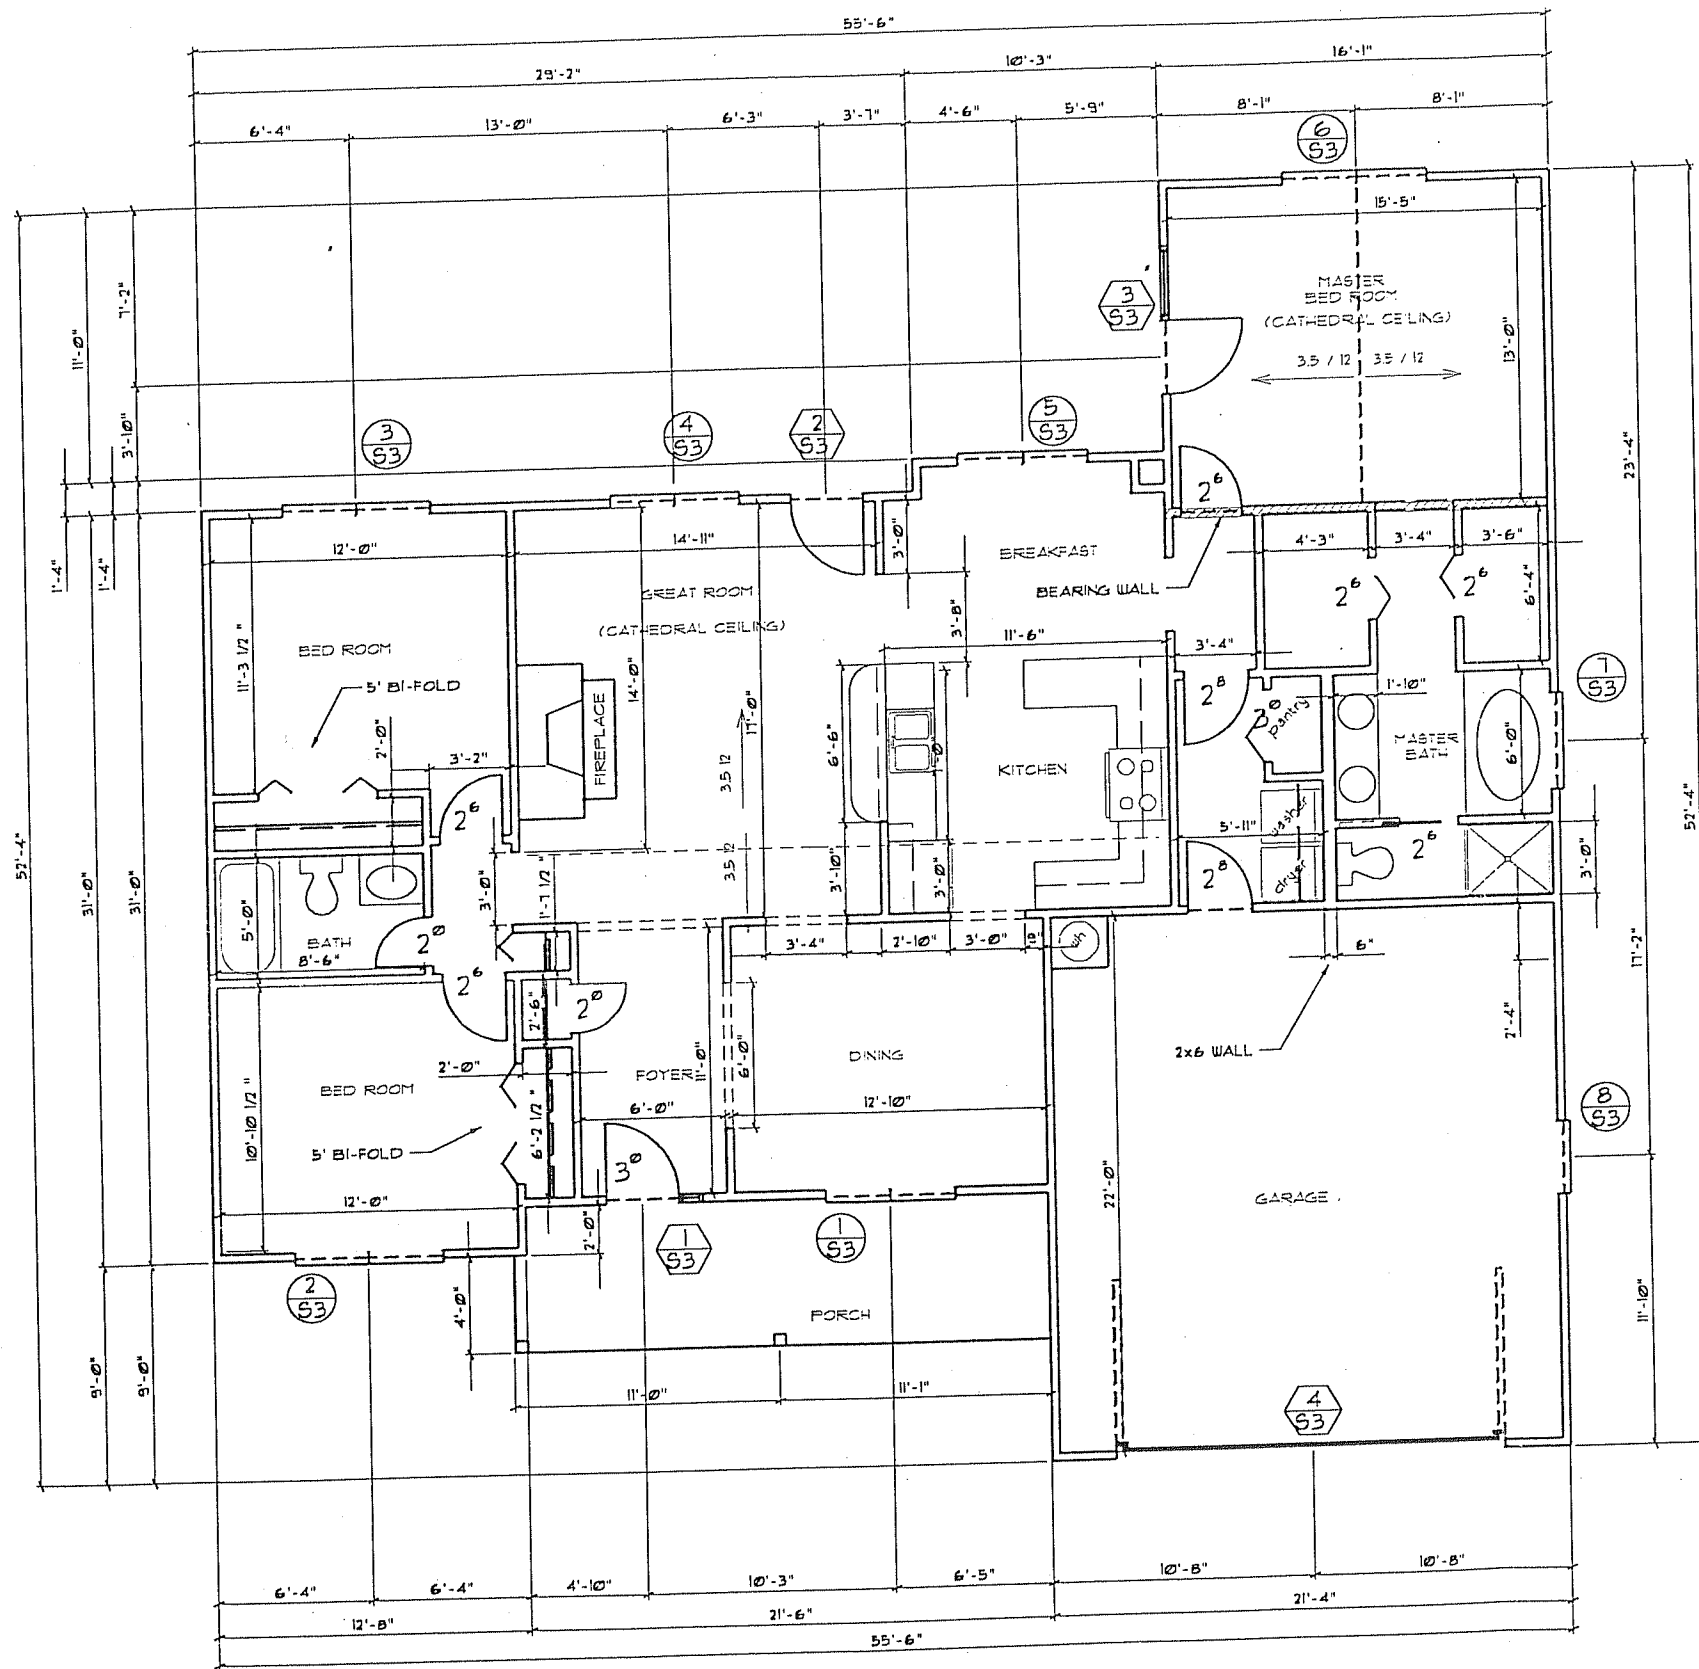 55'-6"
29'-2"
10'-3"
16'-1"
6'-4"
13'-0"
6'-3"
3'-7"
4'-6"
5'-9"
8'-1"
8'-1"
6
S3
15'-5"
MASTER
BED ROOM
(CATHEDRAL CEILING)
3.5 / 12
3.5 / 12
13'-0"
3
S3
7'-2"
11'-0"
3'-10"
1'-4"
1'-4"
3
S3
4
S3
2
S3
5
S3
23'-4"
2⁶
12'-0"
14'-11"
3'-0"
BREAKFAST
BEARING WALL
4'-3"
3'-4"
3'-6"
2⁶
2⁶
6'-4"
GREAT ROOM
(CATHEDRAL CEILING)
3'-8"
11'-6"
3'-4"
BED ROOM
11'-3 1/2"
5' BI-FOLD
14'-0"
17'-0"
2'-0"
3'-2"
FIREPLACE
6'-6"
KITCHEN
2⁸
3⁰
pantry
1'-10"
MASTER
BATH
6'-0"
7
S3
3.5 12
3.5 12
2⁶
5'-11"
washer
dryer
2⁸
2⁶
3'-0"
52'-4"
31'-0"
31'-0"
52'-4"
5'-0"
BATH
8'-6"
3'-0"
1'-7 1/2"
3'-10"
3'-0"
2⁰
2⁶
3'-4"
2'-10"
3'-0"
10"
wh
6"
17'-2"
2'-4"
2'-6"
2⁰
2'-0"
FOYER
11'-0"
6'-0"
DINING
2x6 WALL
BED ROOM
10'-10 1/2"
5' BI-FOLD
6'-2 1/2"
6'-0"
12'-10"
3⁰
8
S3
12'-0"
2'-0"
22'-0"
GARAGE
1
S3
1
S3
2
S3
4'-0"
PORCH
11'-10"
9'-0"
9'-0"
11'-0"
11'-1"
4
S3
6'-4"
6'-4"
4'-10"
10'-3"
6'-5"
10'-8"
10'-8"
12'-8"
21'-6"
21'-4"
55'-6"